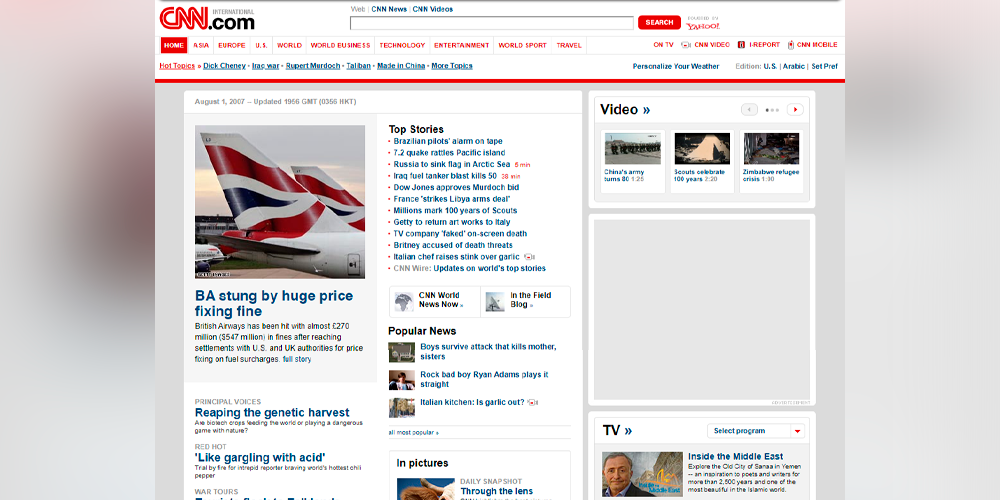 CNN INTERNATIONAL
.com
Web | CNN News | CNN Videos
SEARCH
YAHOO!
HOME ASIA EUROPE U.S. WORLD WORLD BUSINESS TECHNOLOGY ENTERTAINMENT WORLD SPORT TRAVEL
ON TV CNN VIDEO I-REPORT CNN MOBILE
Hot Topics » Dick Cheney • Iraq war • Rupert Murdoch • Taliban • Made in China • More Topics
Personalize Your Weather Edition: U.S. | Arabic | Set Pref
August 1, 2007 -- Updated 1956 GMT (0356 HKT)
BA stung by huge price
fixing fine
British Airways has been hit with almost £270
million ($547 million) in fines after reaching
settlements with U.S. and UK authorities for price
fixing on fuel surcharges. full story
PRINCIPAL VOICES
Reaping the genetic harvest
Are biotech crops feeding the world or playing a dangerous
game with nature?
RED HOT
'Like gargling with acid'
Trial by fire for intrepid reporter braving world's hottest chili
pepper
WAR TOURS
Top Stories
• Brazilian pilots' alarm on tape
• 7.2 quake rattles Pacific island
• Russia to sink flag in Arctic Sea 5 min
• Iraq fuel tanker blast kills 50 38 min
• Dow Jones approves Murdoch bid
• France 'strikes Libya arms deal'
• Millions mark 100 years of Scouts
• Getty to return art works to Italy
• TV company 'faked' on-screen death
• Britney accused of death threats
• Italian chef raises stink over garlic
• CNN Wire: Updates on world's top stories
CNN World
News Now »
In the Field
Blog »
Popular News
Boys survive attack that kills mother,
sisters
Rock bad boy Ryan Adams plays it
straight
Italian kitchen: Is garlic out?
all most popular »
In pictures
DAILY SNAPSHOT
Through the lens
Video »
China's army
turns 80 1:25
Scouts celebrate
100 years 2:20
Zimbabwe refugee
crisis 1:90
ADVERTISEMENT
TV »
Select program
Inside the Middle East
Explore the Old City of Sanaa in Yemen
-- an inspiration to poets and writers for
more than 2,500 years and one of the
most beautiful in the Islamic world.